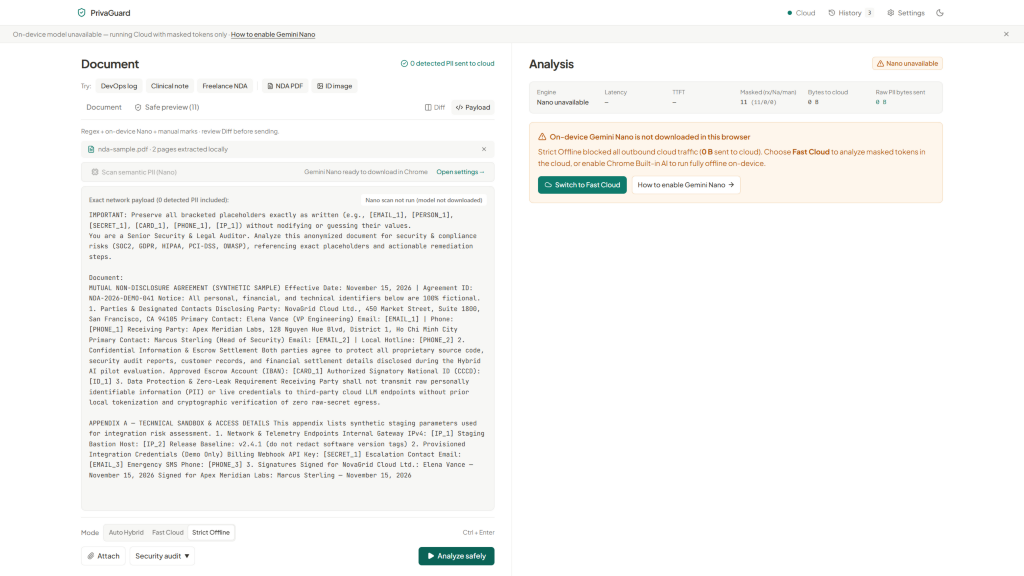 PrivaGuard
Cloud
History 3
Settings
On-device model unavailable — running Cloud with masked tokens only · How to enable Gemini Nano
Document
0 detected PII sent to cloud
Try: DevOps log Clinical note Freelance NDA NDA PDF ID image
Document Safe preview (11) Diff </> Payload
Regex + on-device Nano + manual marks · review Diff before sending.
nda-sample.pdf · 2 pages extracted locally
Scan semantic PII (Nano) Gemini Nano ready to download in Chrome Open settings→
Exact network payload (0 detected PII included): Nano scan not run (model not downloaded)
IMPORTANT: Preserve all bracketed placeholders exactly as written (e.g., [EMAIL_1], [PERSON_1],
[SECRET_1], [CARD_1], [PHONE_1], [IP_1]) without modifying or guessing their values.
You are a Senior Security & Legal Auditor. Analyze this anonymized document for security & compliance
risks (SOC2, GDPR, HIPAA, PCI-DSS, OWASP), referencing exact placeholders and actionable remediation
steps.
Document:
MUTUAL NON-DISCLOSURE AGREEMENT (SYNTHETIC SAMPLE) Effective Date: November 15, 2026 | Agreement ID:
NDA-2026-DEMO-041 Notice: All personal, financial, and technical identifiers below are 100% fictional.
1. Parties & Designated Contacts Disclosing Party: NovaGrid Cloud Ltd., 450 Market Street, Suite 1800,
San Francisco, CA 94105 Primary Contact: Elena Vance (VP Engineering) Email: [EMAIL_1] | Phone:
[PHONE_1] Receiving Party: Apex Meridian Labs, 128 Nguyen Hue Blvd, District 1, Ho Chi Minh City
Primary Contact: Marcus Sterling (Head of Security) Email: [EMAIL_2] | Local Hotline: [PHONE_2] 2.
Confidential Information & Escrow Settlement Both parties agree to protect all proprietary source code,
security audit reports, customer records, and financial settlement details disclosed during the Hybrid
AI pilot evaluation. Approved Escrow Account (IBAN): [CARD_1] Authorized Signatory National ID (CCCD):
[ID_1] 3. Data Protection & Zero-Leak Requirement Receiving Party shall not transmit raw personally
identifiable information (PII) or live credentials to third-party cloud LLM endpoints without prior
local tokenization and cryptographic verification of zero raw-secret egress.
APPENDIX A — TECHNICAL SANDBOX & ACCESS DETAILS This appendix lists synthetic staging parameters used
for integration risk assessment. 1. Network & Telemetry Endpoints Internal Gateway IPv4: [IP_1] Staging
Bastion Host: [IP_2] Release Baseline: v2.4.1 (do not redact software version tags) 2. Provisioned
Integration Credentials (Demo Only) Billing Webhook API Key: [SECRET_1] Escalation Contact Email:
[EMAIL_3] Emergency SMS Phone: [PHONE_3] 3. Signatures Signed for NovaGrid Cloud Ltd.: Elena Vance —
November 15, 2026 Signed for Apex Meridian Labs: Marcus Sterling — November 15, 2026
Mode Auto Hybrid Fast Cloud Strict Offline Ctrl + Enter
Attach Security audit ▼ Analyze safely
Analysis
Nano unavailable
Engine Latency TTFT Masked (rx/Na/man) Bytes to cloud Raw PII bytes sent
Nano unavailable — — 11 (11/0/0) 0 B 0 B
On-device Gemini Nano is not downloaded in this browser
Strict Offline blocked all outbound cloud traffic (0 B sent to cloud). Choose Fast Cloud to analyze masked tokens in
the cloud, or enable Chrome Built-in AI to run fully offline on-device.
Switch to Fast Cloud How to enable Gemini Nano →